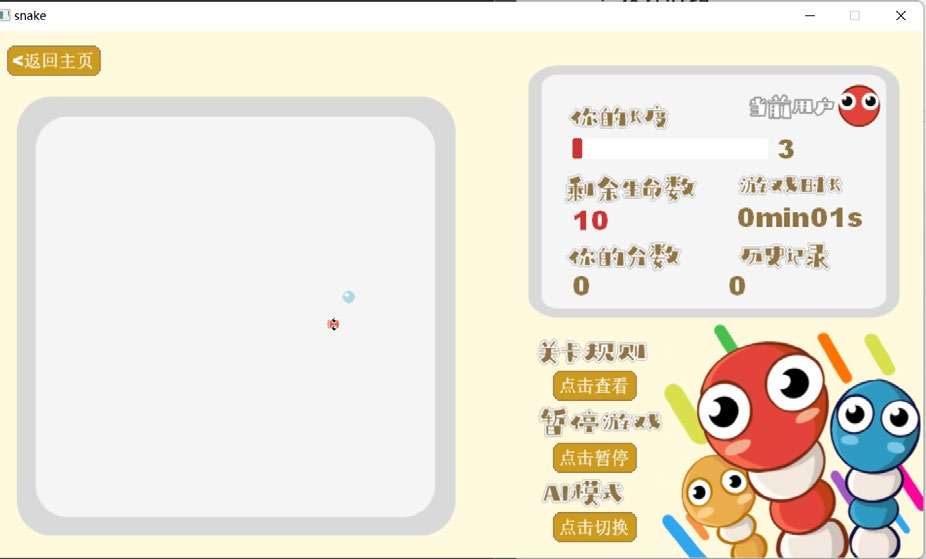 snake
<返回主页
当前用户
你的长度
3
剩余生命数
游戏时长
10
0min01s
你的分数
历史记录
0
0
关卡规则
点击查看
暂停游戏
点击暂停
AI模式
点击切换